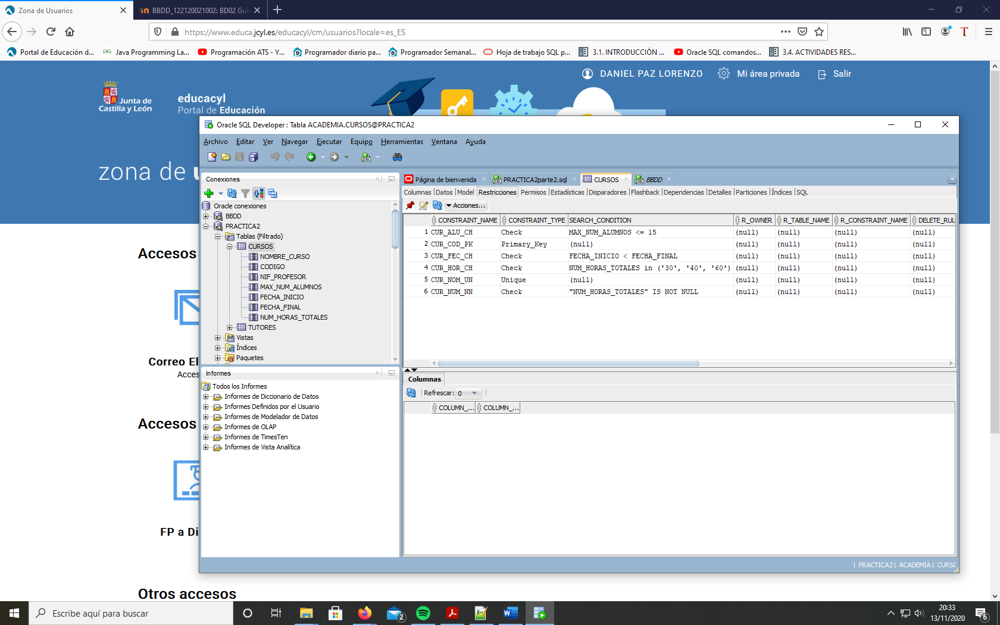 Zona de Usuarios
BBDD_122120021002: BD02 Gui
https://www.educa.jcyl.es/educacyl/cm/usuarios?locale=es_ES
Portal de Educación d...
Java Programming La...
Programación ATS - Y...
Programador diario pa...
Programador Semanal...
Hoja de trabajo SQL p...
3.1. INTRODUCCIÓN ...
Oracle SQL comandos...
3.4. ACTIVIDADES RES...
DANIEL PAZ LORENZO
Mi área privada
Salir
Junta de
Castilla y León
educacyl
Portal de Educación
zona de u
Accesos
Correo El
Acces
Accesos
FP a Di
Otros accesos
Oracle SQL Developer : Tabla ACADEMIA.CURSOS@PRACTICA2
Archivo Editar Ver Navegar Ejecutar Equipo Herramientas Ventana Ayuda
Conexiones
Oracle conexiones
BBDD
PRACTICA2
Tablas (Filtrado)
CURSOS
NOMBRE_CURSO
CODIGO
NIF_PROFESOR
MAX_NUM_ALUMNOS
FECHA_INICIO
FECHA_FINAL
NUM_HORAS_TOTALES
TUTORES
Vistas
Índices
Paquetes
Informes
Todos los Informes
Informes de Diccionario de Datos
Informes Definidos por el Usuario
Informes de Modelador de Datos
Informes de OLAP
Informes de TimesTen
Informes de Vista Analítica
Página de bienvenida PRACTICA2parte2.sql CURSOS BBDD
Columnas Datos Model Restricciones Permisos Estadísticas Disparadores Flashback Dependencias Detalles Particiones Índices SQL
Acciones...
CONSTRAINT_NAME CONSTRAINT_TYPE SEARCH_CONDITION R_OWNER R_TABLE_NAME R_CONSTRAINT_NAME DELETE_RUL
1 CUR_ALU_CH Check MAX_NUM_ALUMNOS <= 15 (null) (null) (null) (null)
2 CUR_COD_PK Primary_Key (null) (null) (null) (null) (null)
3 CUR_FEC_CH Check FECHA_INICIO < FECHA_FINAL (null) (null) (null) (null)
4 CUR_HOR_CH Check NUM_HORAS_TOTALES in ('30', '40', '60') (null) (null) (null) (null)
5 CUR_NOM_UN Unique (null) (null) (null) (null) (null)
6 CUR_NUM_NN Check "NUM_HORAS_TOTALES" IS NOT NULL (null) (null) (null) (null)
Columnas
Refrescar: 0
COLUMN_... COLUMN_...
| PRACTICA2 | ACADEMIA | CURSO
Escribe aquí para buscar
2
20:33
13/11/2020
6